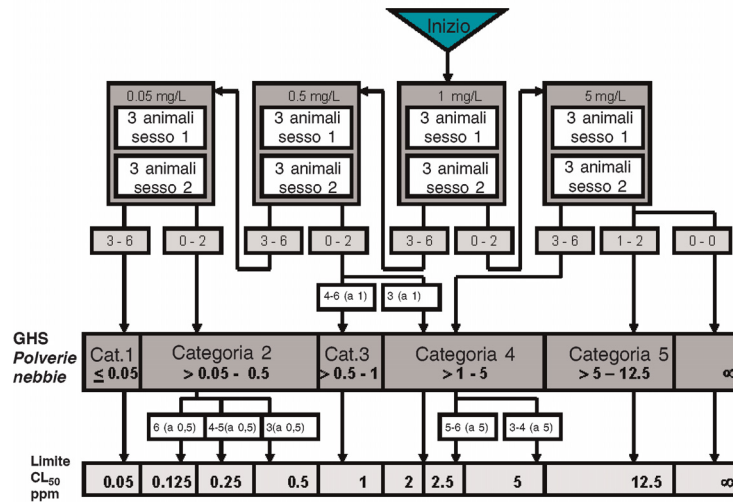 Inizio
0.05 mg/L
0.5 mg/L
1 mg/L
5 mg/L
3 animali
sesso 1
3 animali
sesso 1
3 animali
sesso 1
3 animali
sesso 1
3 animali
sesso 2
3 animali
sesso 2
3 animali
sesso 2
3 animali
sesso 2
3 - 6
0 - 2
3 - 6
0 - 2
3 - 6
0 - 2
3 - 6
1 - 2
0 - 0
4-6 (a 1)
3 (a 1)
GHS
Polverie
nebbie
Cat.1
≤ 0.05
Categoria 2
> 0.05 - 0.5
Cat.3
> 0.5 - 1
Categoria 4
> 1 - 5
Categoria 5
> 5 – 12.5
∞
6 (a 0,5)
4-5(a 0,5)
3(a 0,5)
5-6 (a 5)
3-4 (a 5)
Limite
CL50
ppm
0.05
0.125
0.25
0.5
1
2
2.5
5
12.5
∞